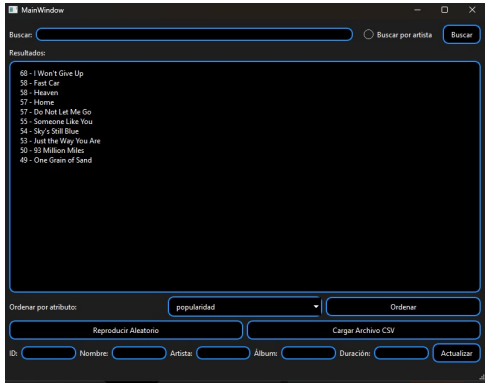 MainWindow
Buscar: Buscar por artista Buscar
Resultados:
68 - I Won't Give Up
58 - Fast Car
58 - Heaven
57 - Home
57 - Do Not Let Me Go
55 - Someone Like You
54 - Sky's Still Blue
53 - Just the Way You Are
50 - 93 Million Miles
49 - One Grain of Sand
Ordenar por atributo: popularidad Ordenar
Reproducir Aleatorio Cargar Archivo CSV
ID: Nombre: Artista: Álbum: Duración: Actualizar